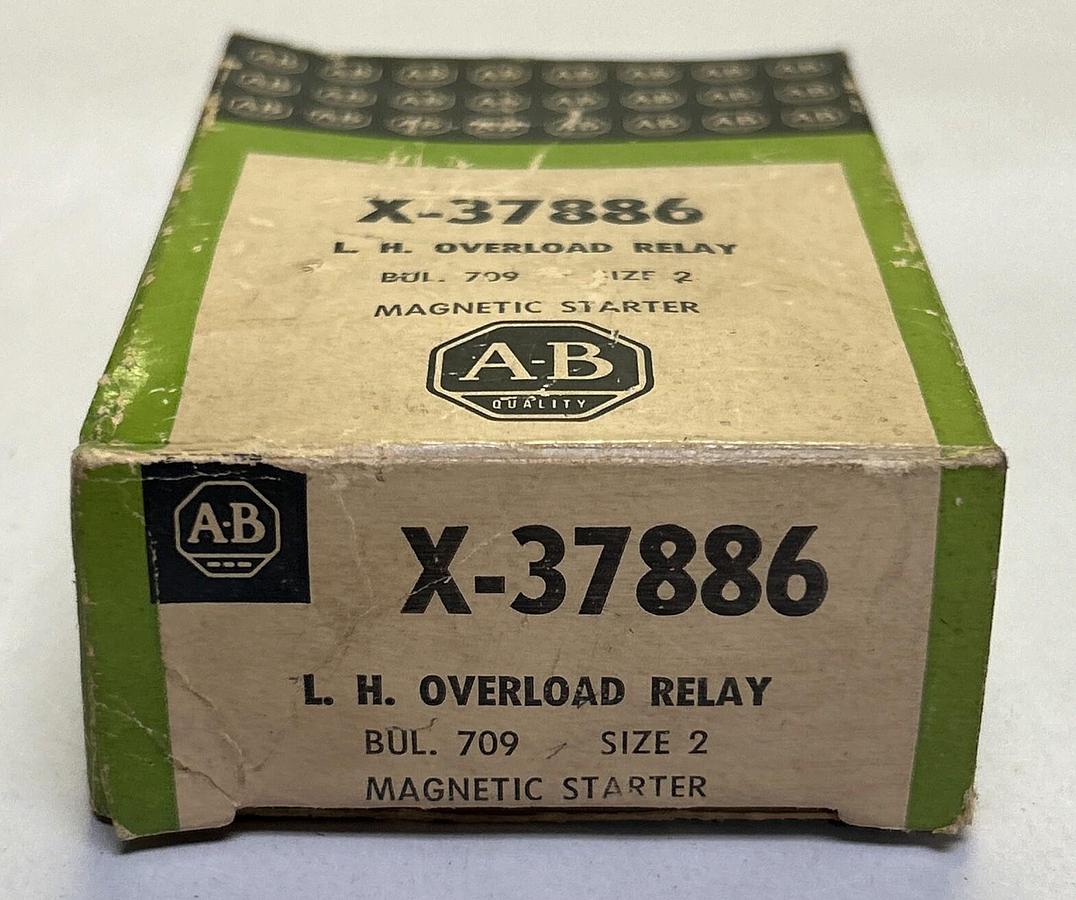 X-37886
L. H. OVERLOAD RELAY
BUL. 709 SIZE 2
MAGNETIC STARTER
A-B
QUALITY
A·B
X-37886
L. H. OVERLOAD RELAY
BUL. 709 SIZE 2
MAGNETIC STARTER